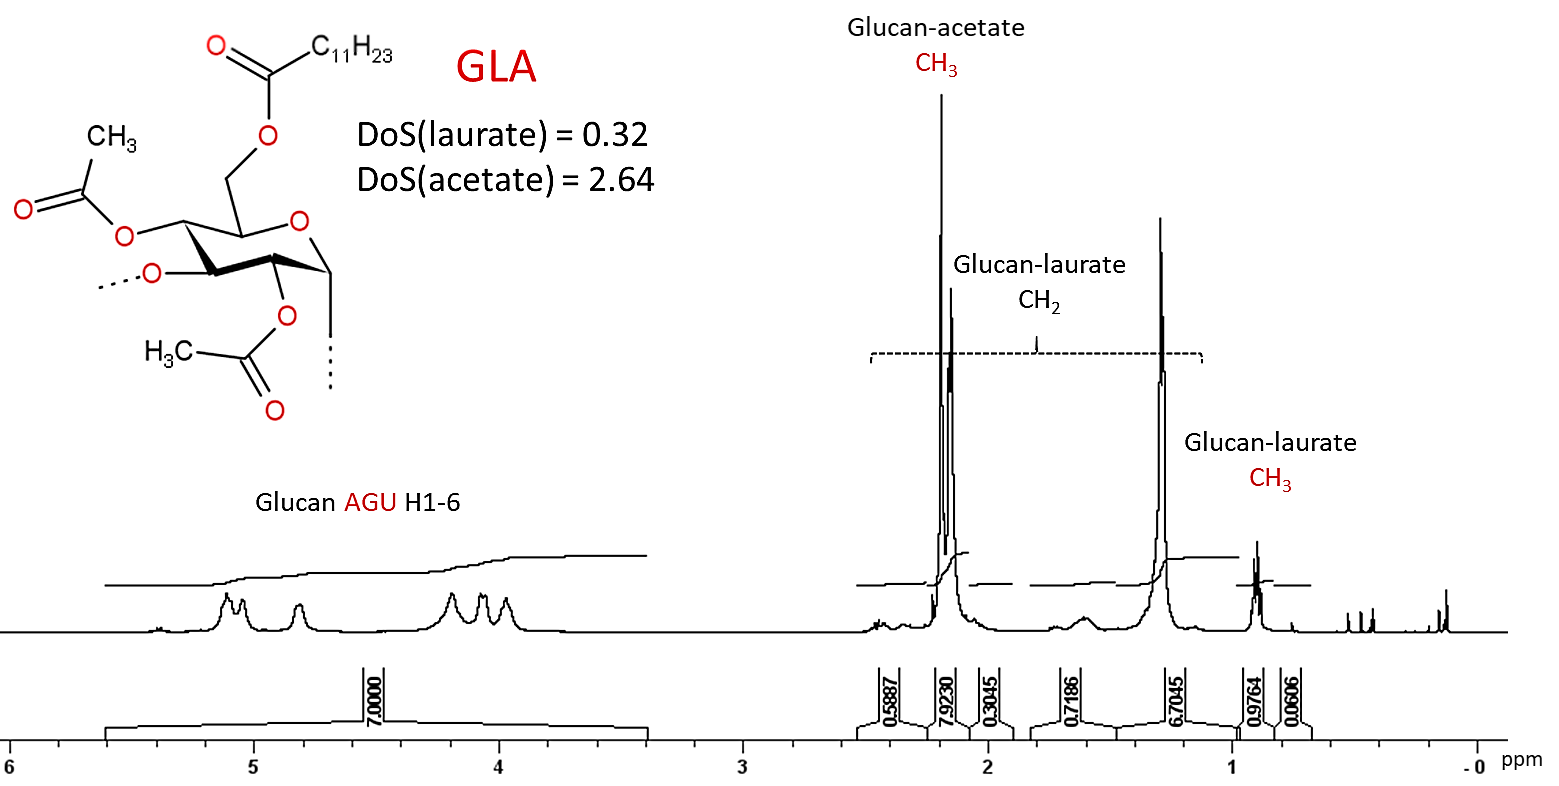 Glucan-acetate
CH₃
O
C₁₁H₂₃
GLA
O
CH₃
DoS(laurate) = 0.32
DoS(acetate) = 2.64
O
O
O
O
Glucan-laurate
CH₂
O
H₃C
O
Glucan-laurate
CH₃
Glucan AGU H1-6
7.0000
0.5887
7.9230
0.3045
0.7186
6.7045
0.9764
0.0606
6
5
4
3
2
1
- 0
ppm